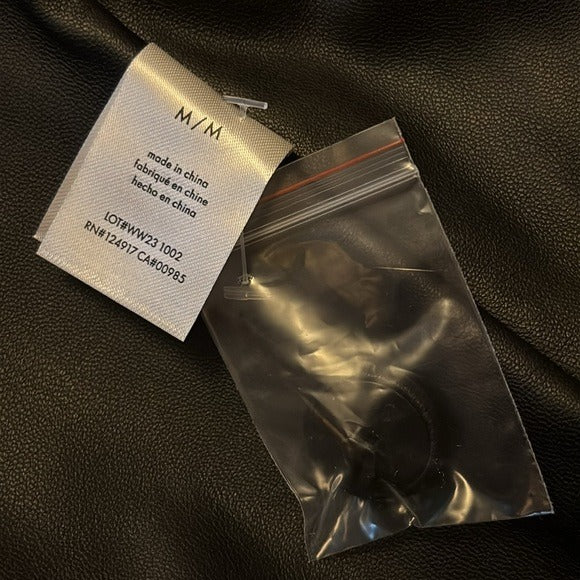 M/M
made in china
fabriqué en chine
hecho en china
LOT#WW23 1002
RN#124917 CA#00985